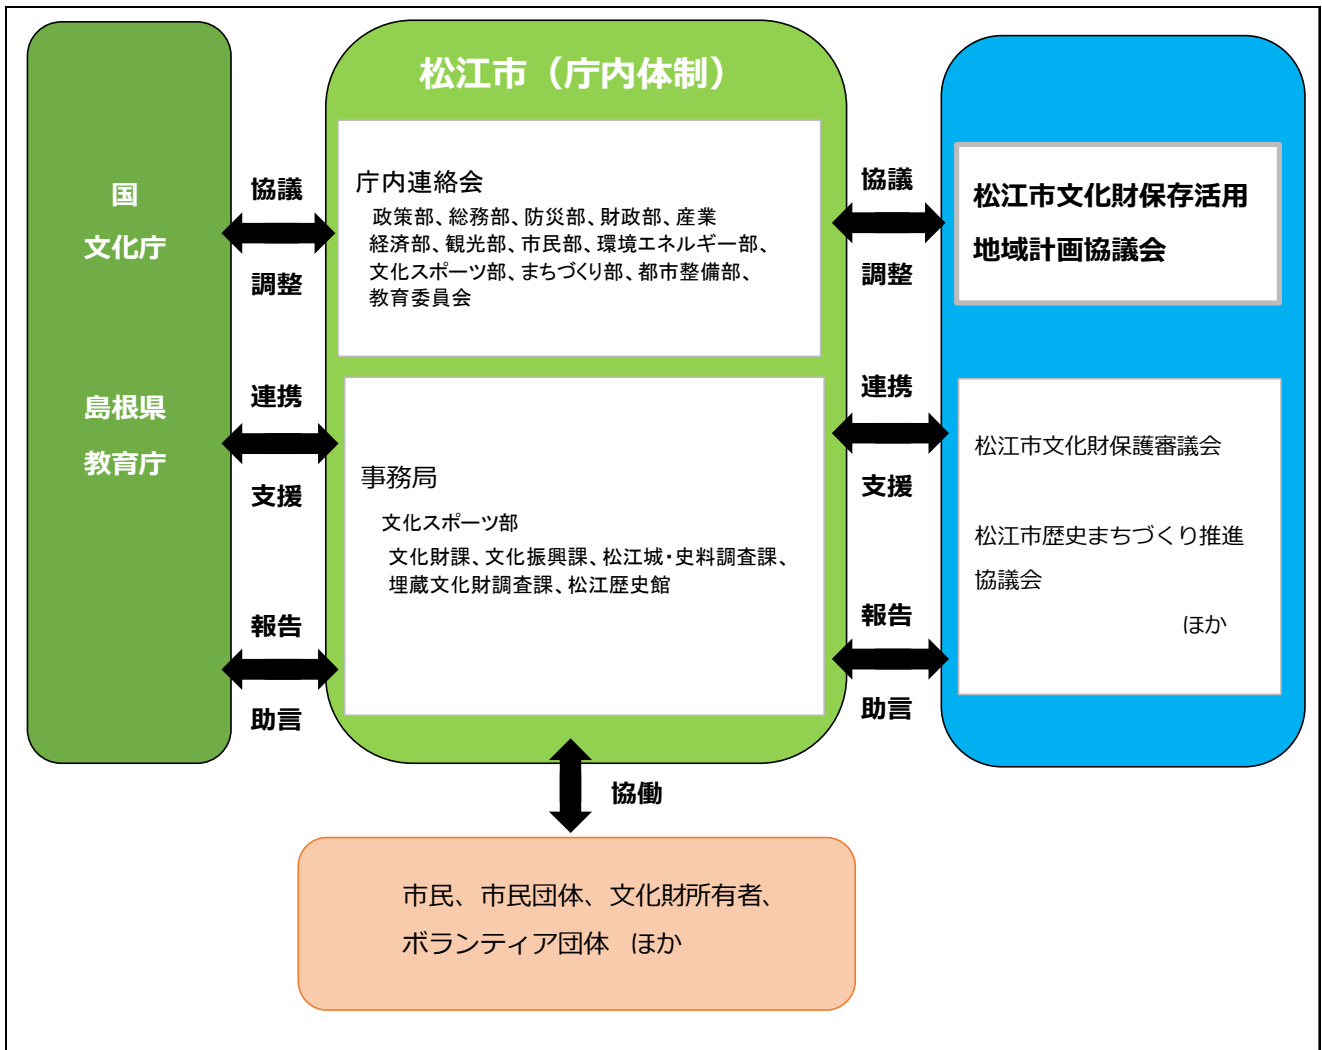 国
文化庁
島根県
教育庁
協議
調整
連携
支援
報告
助言
松江市（庁内体制）
庁内連絡会
政策部、総務部、防災部、財政部、産業
経済部、観光部、市民部、環境エネルギー部、
文化スポーツ部、まちづくり部、都市整備部、
教育委員会
事務局
文化スポーツ部
文化財課、文化振興課、松江城・史料調査課、
埋蔵文化財調査課、松江歴史館
協議
調整
連携
支援
報告
助言
松江市文化財保存活用
地域計画協議会
松江市文化財保護審議会
松江市歴史まちづくり推進
協議会
ほか
協働
市民、市民団体、文化財所有者、
ボランティア団体　ほか